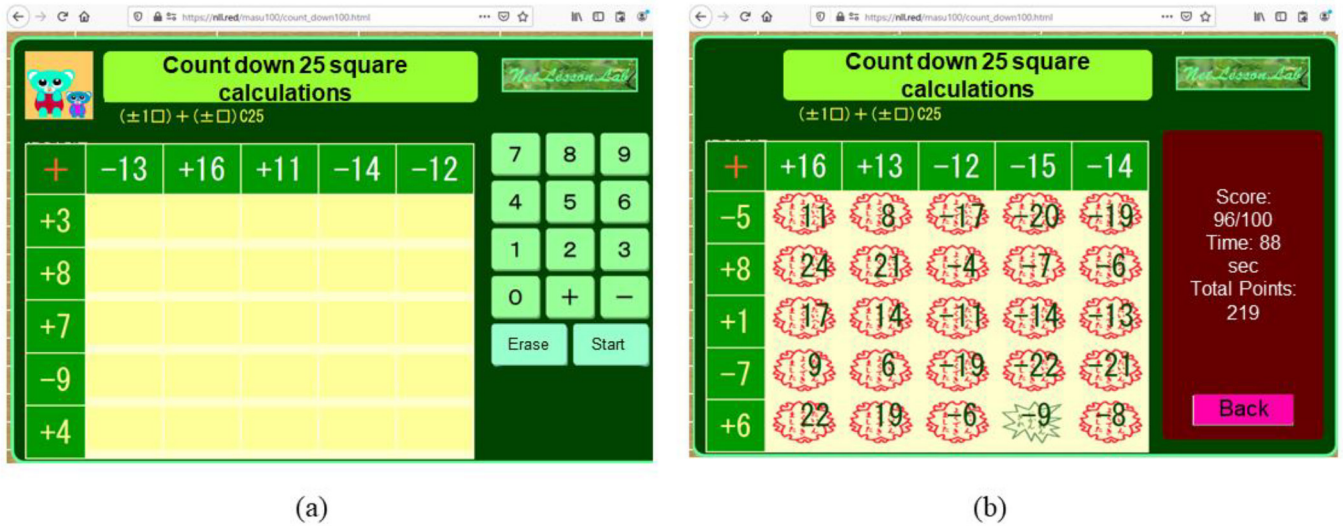 https://nll.red/masu100/count_down100.html
Count down 25 square
calculations
Net Lesson Lab
(±1□)+(±□)C25
+ −13 +16 +11 −14 −12
+3
+8
+7
−9
+4
7 8 9
4 5 6
1 2 3
0 + −
Erase Start
(a)
https://nll.red/masu100/count_down100.html
Count down 25 square
calculations
Net Lesson Lab
(±1□)+(±□)C25
+ +16 +13 −12 −15 −14
−5 11 8 −17 −20 −19
+8 24 21 −4 −7 −6
+1 17 14 −11 −14 −13
−7 9 6 −19 −22 −21
+6 22 19 −6 −9 −8
Score:
96/100
Time: 88
sec
Total Points:
219
Back
(b)